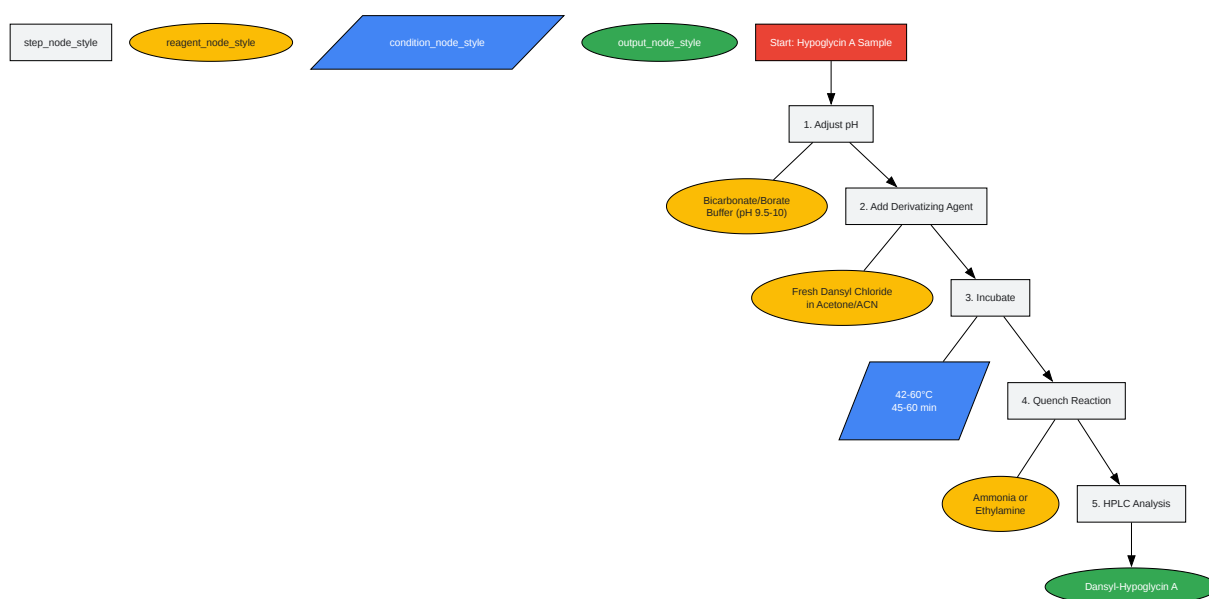 step_node_style
reagent_node_style
condition_node_style
output_node_style
Start: Hypoglycin A Sample
1. Adjust pH
Bicarbonate/Borate
Buffer (pH 9.5-10)
2. Add Derivatizing Agent
Fresh Dansyl Chloride
in Acetone/ACN
3. Incubate
42-60°C
45-60 min
4. Quench Reaction
Ammonia or
Ethylamine
5. HPLC Analysis
Dansyl-Hypoglycin A